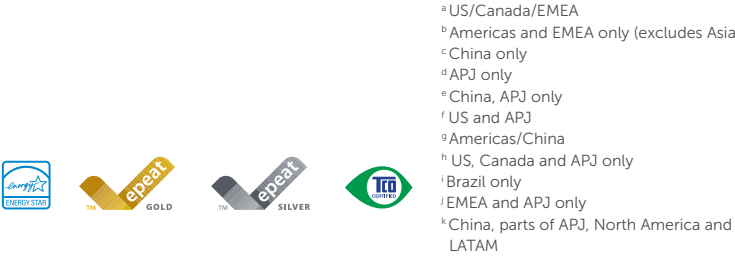 ᵃ US/Canada/EMEA
ᵇ Americas and EMEA only (excludes Asia
ᶜ China only
ᵈ APJ only
ᵉ China, APJ only
ᶠ US and APJ
ᵍ Americas/China
ʰ US, Canada and APJ only
ⁱ Brazil only
ʲ EMEA and APJ only
ᵏ China, parts of APJ, North America and
LATAM
energy
ENERGY STAR
epeat
TM GOLD
epeat
TM SILVER
TCO
CERTIFIED